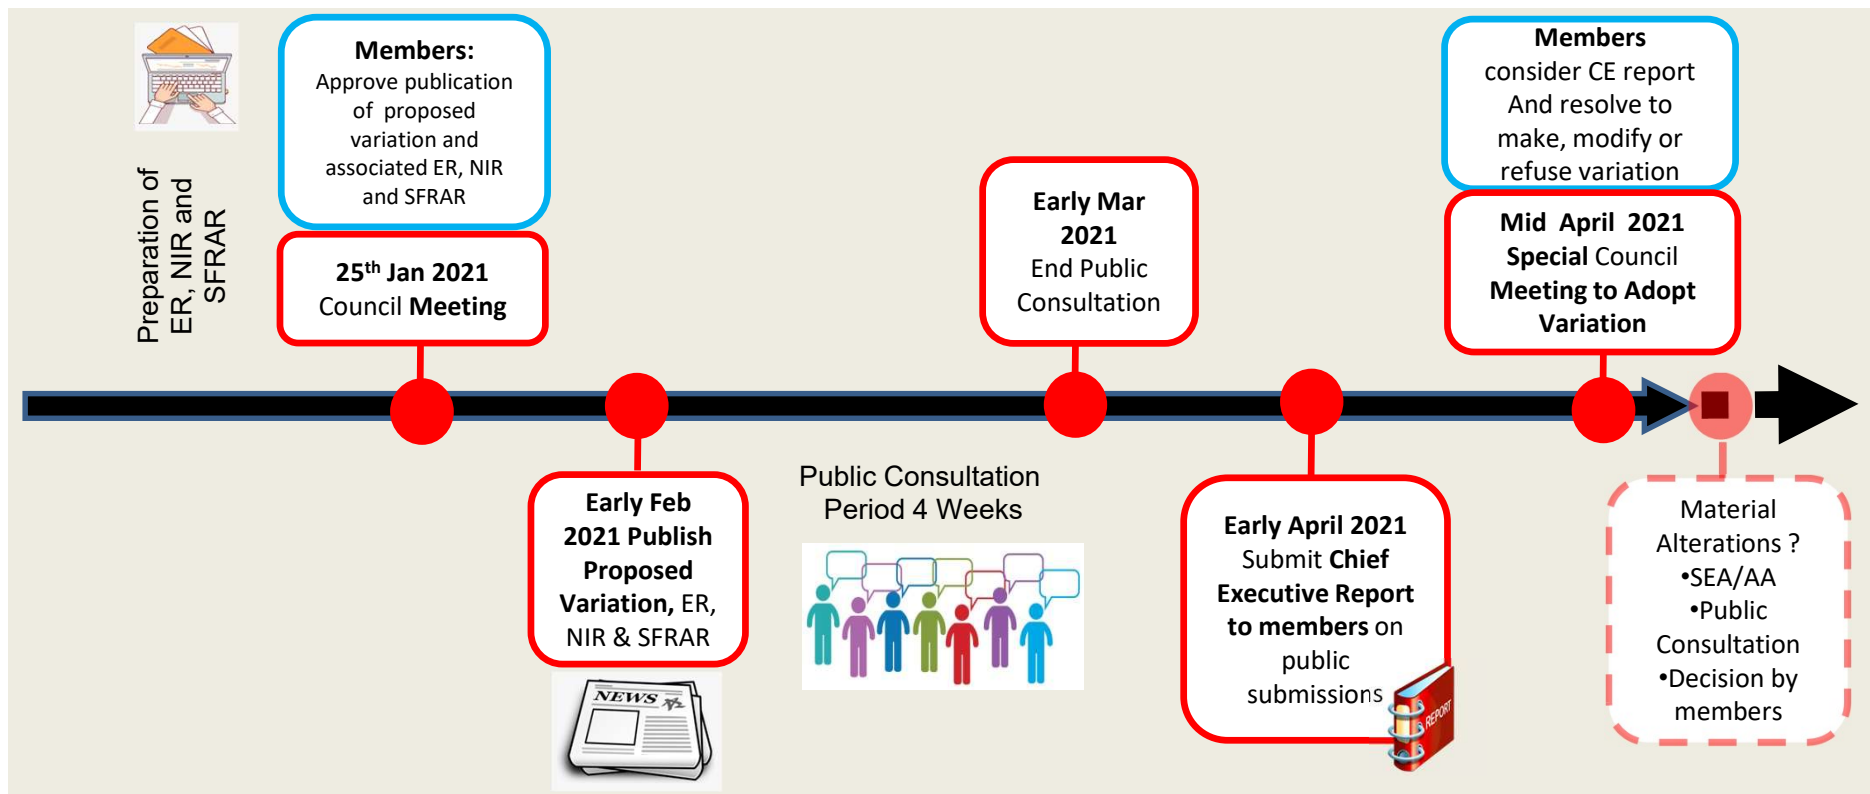 Preparation of
ER, NIR and
SFRAR
Members:
Approve publication
of proposed
variation and
associated ER, NIR
and SFRAR
25th Jan 2021
Council Meeting
Early Feb
2021 Publish
Proposed
Variation, ER,
NIR & SFRAR
NEWS
Public Consultation
Period 4 Weeks
Early Mar
2021
End Public
Consultation
Early April 2021
Submit Chief
Executive Report
to members on
public
submissions
REPORT
Members
consider CE report
And resolve to
make, modify or
refuse variation
Mid April 2021
Special Council
Meeting to Adopt
Variation
Material
Alterations ?
•SEA/AA
•Public
Consultation
•Decision by
members